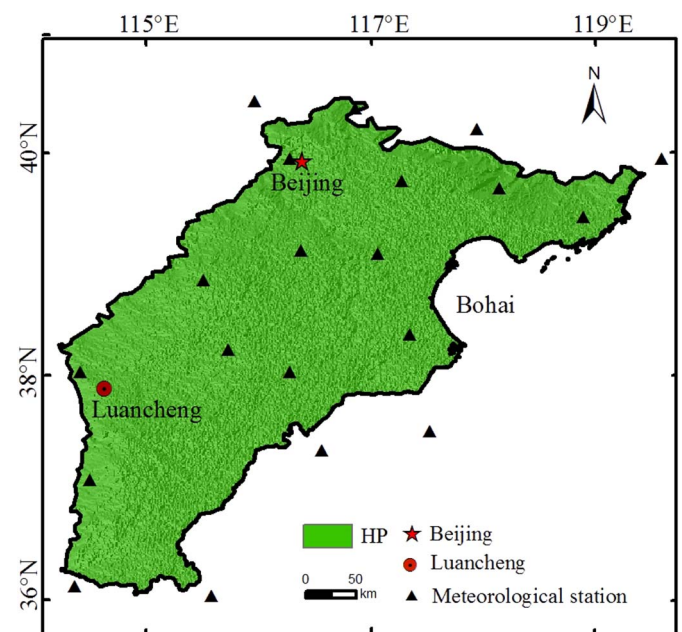 115°E 117°E 119°E
N
40°N
Beijing
Bohai
38°N
Luancheng
HP Beijing
Luancheng
0 50
km
Meteorological station
36°N